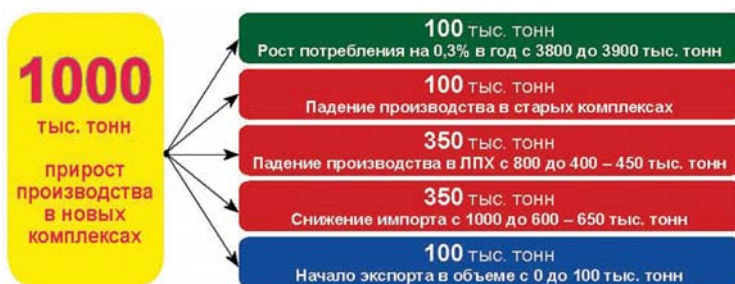 1000
тыс. тонн
прирост
производства
в новых
комплексах
100 тыс. тонн
Рост потребления на 0,3% в год с 3800 до 3900 тыс. тонн
100 тыс. тонн
Падение производства в старых комплексах
350 тыс. тонн
Падение производства в ЛПХ с 800 до 400 – 450 тыс. тонн
350 тыс. тонн
Снижение импорта с 1000 до 600 – 650 тыс. тонн
100 тыс. тонн
Начало экспорта в объеме с 0 до 100 тыс. тонн